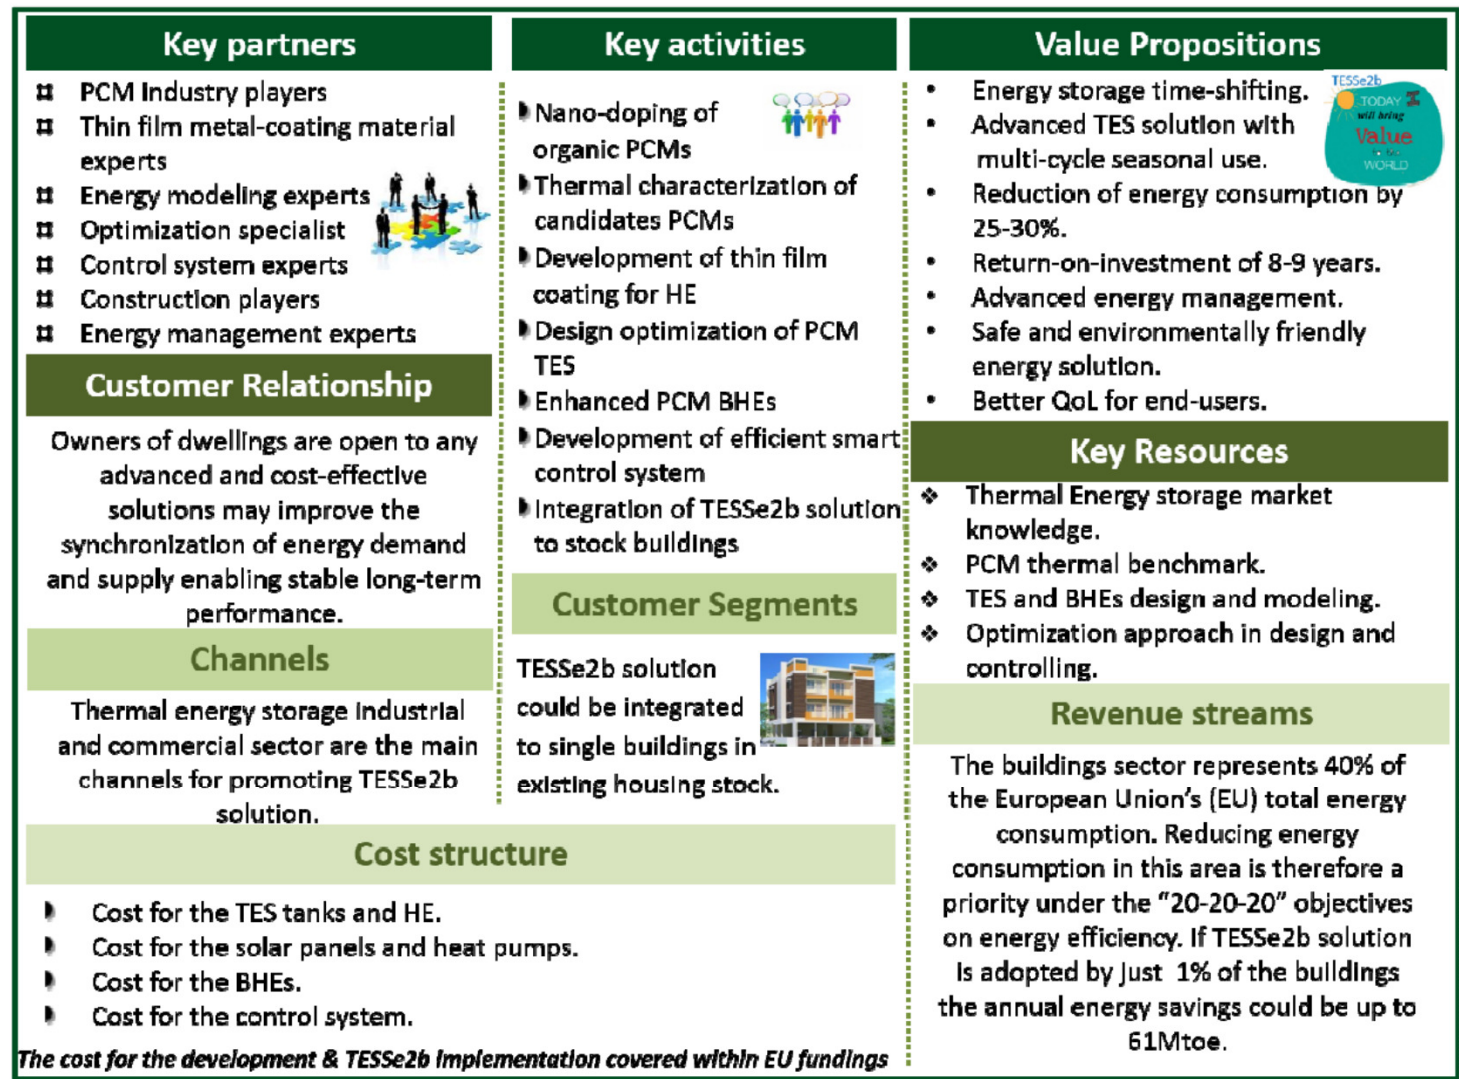 Key partners
PCM Industry players
Thin film metal-coating material
experts
Energy modeling experts
Optimization specialist
Control system experts
Construction players
Energy management experts
Customer Relationship
Owners of dwellings are open to any
advanced and cost-effective
solutions may improve the
synchronization of energy demand
and supply enabling stable long-term
performance.
Channels
Thermal energy storage industrial
and commercial sector are the main
channels for promoting TESSe2b
solution.
Key activities
Nano-doping of
organic PCMs
Thermal characterization of
candidates PCMs
Development of thin film
coating for HE
Design optimization of PCM
TES
Enhanced PCM BHEs
Development of efficient smart
control system
Integration of TESSe2b solution
to stock buildings
Customer Segments
TESSe2b solution
could be integrated
to single buildings in
existing housing stock.
Cost structure
Cost for the TES tanks and HE.
Cost for the solar panels and heat pumps.
Cost for the BHEs.
Cost for the control system.
The cost for the development & TESSe2b implementation covered within EU fundings
Value Propositions
Energy storage time-shifting.
Advanced TES solution with
multi-cycle seasonal use.
Reduction of energy consumption by
25-30%.
Return-on-investment of 8-9 years.
Advanced energy management.
Safe and environmentally friendly
energy solution.
Better QoL for end-users.
TESSe2b
TODAY I
will bring
Value
WORLD
Key Resources
Thermal Energy storage market
knowledge.
PCM thermal benchmark.
TES and BHEs design and modeling.
Optimization approach in design and
controlling.
Revenue streams
The buildings sector represents 40% of
the European Union's (EU) total energy
consumption. Reducing energy
consumption in this area is therefore a
priority under the "20-20-20" objectives
on energy efficiency. If TESSe2b solution
is adopted by just 1% of the buildings
the annual energy savings could be up to
61Mtoe.